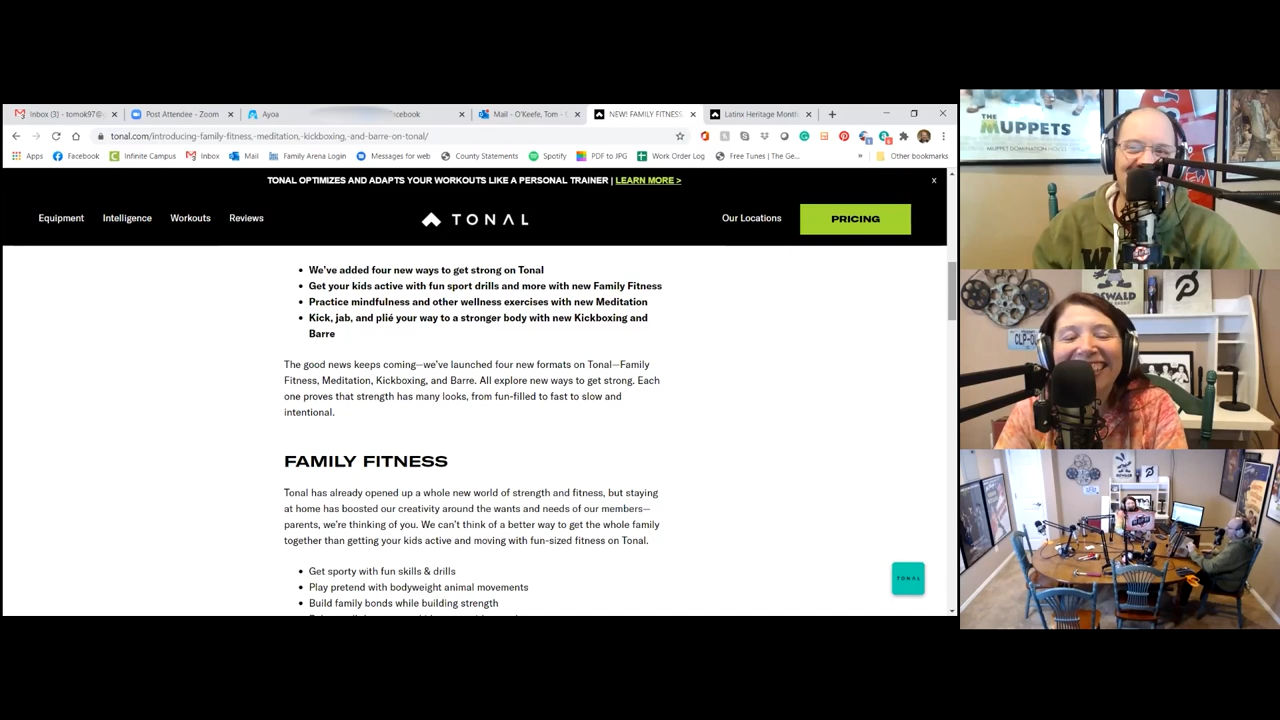 Inbox (3) - tomok97@
Post Attendee - Zoom
Ayoa
cebook
Mail - O'Keefe, Tom -
NEW! FAMILY FITNESS,
Latinx Heritage Month
tonal.com/introducing-family-fitness,-meditation,-kickboxing,-and-barre-on-tonal/
Apps
Facebook
Infinite Campus
Inbox
Mail
Family Arena Login
Messages for web
County Statements
Spotify
PDF to JPG
Work Order Log
Free Tunes | The Ge...
»
Other bookmarks
TONAL OPTIMIZES AND ADAPTS YOUR WORKOUTS LIKE A PERSONAL TRAINER | LEARN MORE >
x
Equipment
Intelligence
Workouts
Reviews
TONAL
Our Locations
PRICING
• We've added four new ways to get strong on Tonal
• Get your kids active with fun sport drills and more with new Family Fitness
• Practice mindfulness and other wellness exercises with new Meditation
• Kick, jab, and plié your way to a stronger body with new Kickboxing and
Barre
The good news keeps coming—we've launched four new formats on Tonal—Family
Fitness, Meditation, Kickboxing, and Barre. All explore new ways to get strong. Each
one proves that strength has many looks, from fun-filled to fast to slow and
intentional.
FAMILY FITNESS
Tonal has already opened up a whole new world of strength and fitness, but staying
at home has boosted our creativity around the wants and needs of our members—
parents, we're thinking of you. We can't think of a better way to get the whole family
together than getting your kids active and moving with fun-sized fitness on Tonal.
• Get sporty with fun skills & drills
• Play pretend with bodyweight animal movements
• Build family bonds while building strength
TONAL
THE
MUPPETS
MUPPET DOMINATION
OSWALD